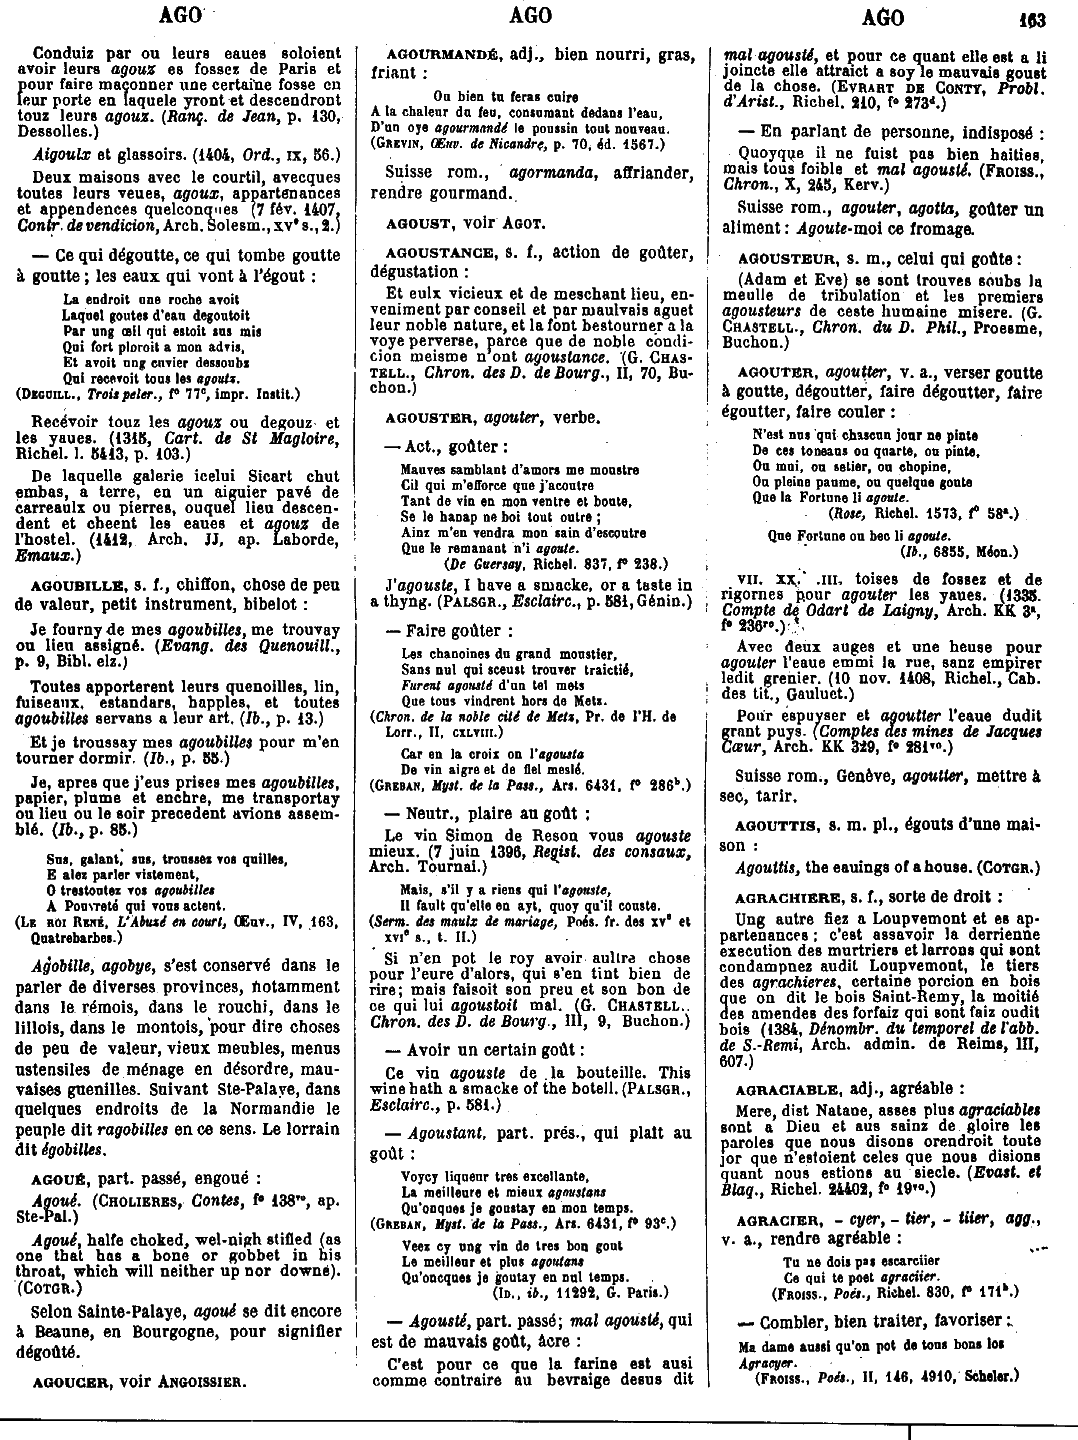 AGO
AGO
AGO
163
Conduiz par ou leurs eaues soloient
avoir leurs agouz es fossez de Paris et
pour faire maçonner une certaine fosse en
leur porte en laquele yront et descendront
touz leurs agouz. (Ranç. de Jean, p. 130,
Dessolles.)
Aigoulx et glassoirs. (1404, Ord., IX, 56.)
Deux maisons avec le courtil, avecques
toutes leurs veues, agoux, appartenances
et appendences quelconques (7 fév. 1407,
Contr. de vendicion, Arch. Solesm., XVe s., 2.)
— Ce qui dégoutte, ce qui tombe goutte
à goutte ; les eaux qui vont à l'égout :
La endroit une roche avoit
Laquel goutes d'eau degoutoit
Par ung œil qui estoit sus mis
Qui fort ploroit a mon advis,
Et avoit ung cuvier dessoubz
Qui recevoit tous les agoutz.
(DEGUILL., Trois peler., fo 77c, impr. Instit.)
Recévoir touz les agouz ou degouz et
les yaues. (1315, Cart. de St Magloire,
Richel. l. 5413, p. 103.)
De laquelle galerie icelui Sicart chut
embas, a terre, en un aiguier pavé de
carreaulx ou pierres, ouquel lieu descen-
dent et cheent les eaues et agouz de
l'hostel. (1412, Arch. JJ, ap. Laborde,
Emaux.)
AGOUBILLE, s. f., chiffon, chose de peu
de valeur, petit instrument, bibelot :
Je fourny de mes agoubilles, me trouvay
ou lieu assigné. (Evang. des Quenouill.,
p. 9, Bibl. elz.)
Toutes apporterent leurs quenoilles, lin,
fuiseaux, estandars, happles, et toutes
agoubilles servans a leur art. (Ib., p. 13.)
Et je troussay mes agoubilles pour m'en
tourner dormir. (Ib., p. 55.)
Je, apres que j'eus prises mes agoubilles,
papier, plume et enchre, me transportay
ou lieu ou le soir precedent avions assem-
blé. (Ib., p. 85.)
Sus, galant, sus, troussez vos quilles,
E alez parler vistement,
O trestoutez vos agoubilles
A Pouvreté qui vous actent.
(LE ROI RENÉ, L'Abuzé en court, Œuv., IV, 163,
Quatrebarbes.)
Agobille, agobye, s'est conservé dans le
parler de diverses provinces, notamment
dans le rémois, dans le rouchi, dans le
lillois, dans le montois, pour dire choses
de peu de valeur, vieux meubles, menus
ustensiles de ménage en désordre, mau-
vaises guenilles. Suivant Ste-Palaye, dans
quelques endroits de la Normandie le
peuple dit ragobilles en ce sens. Le lorrain
dit égobilles.
AGOUÉ, part. passé, engoué :
Agoué. (CHOLIERES, Contes, fo 138ro, ap.
Ste-Pal.)
Agoué, halfe choked, wel-nigh stifled (as
one that has a bone or gobbet in his
throat, which will neither up nor downe).
(COTGR.)
Selon Sainte-Palaye, agoué se dit encore
à Beaune, en Bourgogne, pour signifier
dégoûté.
AGOUCER, voir ANGOISSIER.
AGOURMANDÉ, adj., bien nourri, gras,
friant :
Ou bien tu feras cuire
A la chaleur du feu, consumant dedans l'eau,
D'un oye agourmandé le poussin tout nouveau.
(GREVIN, Œuv. de Nicandre, p. 70, éd. 1567.)
Suisse rom., agormanda, affriander,
rendre gourmand.
AGOUST, voir AGOT.
AGOUSTANCE, s. f., action de goûter,
dégustation :
Et eulx vicieux et de meschant lieu, en-
veniment par conseil et par maulvais aguet
leur noble nature, et la font bestourner a la
voye perverse, parce que de noble condi-
cion meisme n'ont agoustance. (G. CHAS-
TELL., Chron. des D. de Bourg., II, 70, Bu-
chon.)
AGOUSTER, agouter, verbe.
— Act., goûter :
Mauves samblant d'amors me monstre
Cil qui m'efforce que j'acoutre
Tant de vin en mon ventre et boute,
Se le hanap ne boi tout outre ;
Ainz m'en vendra mon sain d'escoutre
Que le remanant n'i agoute.
(De Guersay, Richel. 837, fo 238.)
J'agouste, I have a smacke, or a taste in
a thyng. (PALSGR., Esclairc., p. 581, Génin.)
— Faire goûter :
Les chanoines du grand monstier,
Sans nul qui sceust trouver traictié,
Furent agousté d'un tel mets
Que tous vindrent hors de Metz.
(Chron. de la noble cité de Metz, Pr. de l'H. de
Lorr., II, CXLVIII.)
Car en la croix on l'agousta
De vin aigre et de fiel meslé.
(GREBAN, Myst. de la Pass., Ars. 6431, fo 286b.)
— Neutr., plaire au goût :
Le vin Simon de Reson vous agouste
mieux. (7 juin 1396, Regist. des consaux,
Arch. Tournai.)
Mais, s'il y a riens qui l'agouste,
Il fault qu'elle en ayt, quoy qu'il couste.
(Serm. des maulz de mariage, Poés. fr. des XVe et
XVIe s., t. II.)
Si n'en pot le roy avoir aultre chose
pour l'eure d'alors, qui s'en tint bien de
rire; mais faisoit son preu et son bon de
ce qui lui agoustoit mal. (G. CHASTELL.,
Chron. des D. de Bourg., III, 9, Buchon.)
— Avoir un certain goût :
Ce vin agouste de la bouteille. This
wine hath a smacke of the botell. (PALSGR.,
Esclairc., p. 581.)
— Agoustant, part. prés., qui plaît au
goût :
Voycy liqueur tres excellante,
La meilleure et mieux agoustans
Qu'onques je goustay en mon temps.
(GREBAN, Myst. de la Pass., Ars. 6431, fo 93c.)
Veez cy ung vin de tres bon gout
Le meilleur et plus agoutans
Qu'oncques je goutay en nul temps.
(ID., ib., 11292, G. Paris.)
— Agousté, part. passé; mal agousté, qui
est de mauvais goût, âcre :
C'est pour ce que la farine est ausi
comme contraire au bevraige desus dit
mal agousté, et pour ce quant elle est a li
joincte elle attraict a soy le mauvais goust
de la chose. (EVRART DE CONTY, Probl.
d'Arist., Richel. 210, fo 273d.)
— En parlant de personne, indisposé :
Quoyque il ne fuist pas bien haities,
mais tous foible et mal agousté. (FROISS.,
Chron., X, 245, Kerv.)
Suisse rom., agouter, agotta, goûter un
aliment : Agoute-moi ce fromage.
AGOUSTEUR, s. m., celui qui goûte :
(Adam et Eve) se sont trouves soubs la
meulle de tribulation et les premiers
agousteurs de ceste humaine misere. (G.
CHASTELL., Chron. du D. Phil., Proesme,
Buchon.)
AGOUTER, agoutter, v. a., verser goutte
à goutte, dégoutter, faire dégoutter, faire
égoutter, faire couler :
N'est nus qui chascun jour ne pinte
De ces toneaus ou quarte, ou pinte,
Ou mui, ou setier, ou chopine,
Ou pleine paume, ou quelque goute
Que la Fortune li agoute.
(Rose, Richel. 1573, fo 58a.)
Que Fortune ou bec li agoute.
(Ib., 6855, Méon.)
VII. XX. .III. toises de fossez et de
rigornes pour agouter les yaues. (1335.
Compte de Odart de Laigny, Arch. KK 3a,
fo 236ro.)
Avec deux auges et une heuse pour
agouter l'eaue emmi la rue, sanz empirer
ledit grenier. (10 nov. 1408, Richel., Cab.
des tit., Gauluet.)
Pour espuyser et agoutter l'eaue dudit
grant puys. (Comptes des mines de Jacques
Cœur, Arch. KK 329, fo 281ro.)
Suisse rom., Genève, agoutter, mettre à
sec, tarir.
AGOUTTIS, s. m. pl., égouts d'une mai-
son :
Agouttis, the eauings of a house. (COTGR.)
AGRACHIERE, s. f., sorte de droit :
Ung autre fiez a Loupvemont et es ap-
partenances ; c'est assavoir la derrienne
execution des murtriers et larrons qui sont
condampnez audit Loupvemont, le tiers
des agrachieres, certaine porcion en bois
que on dit le bois Saint-Remy, la moitié
des amendes des forfaiz qui sont faiz oudit
bois (1384, Dénombr. du temporel de l'abb.
de S.-Remi, Arch. admin. de Reims, III,
607.)
AGRACIABLE, adj., agréable :
Mere, dist Natane, asses plus agraciables
sont a Dieu et aus sainz de gloire les
paroles que nous disons orendroit toute
jor que n'estoient celes que nous disions
quant nous estions au siecle. (Evast. et
Blaq., Richel. 24402, fo 19ro.)
AGRACIER, - cyer, - tier, - tiier, agg.,
v. a., rendre agréable :
Tu ne dois pas escarciier
Ce qui te poet agraciier.
(FROISS., Poés., Richel. 830, fo 171b.)
— Combler, bien traiter, favoriser :
Ma dame aussi qu'on pot de tous bons los
Agracyer.
(FROISS., Poés., II, 146, 4910, Scheler.)